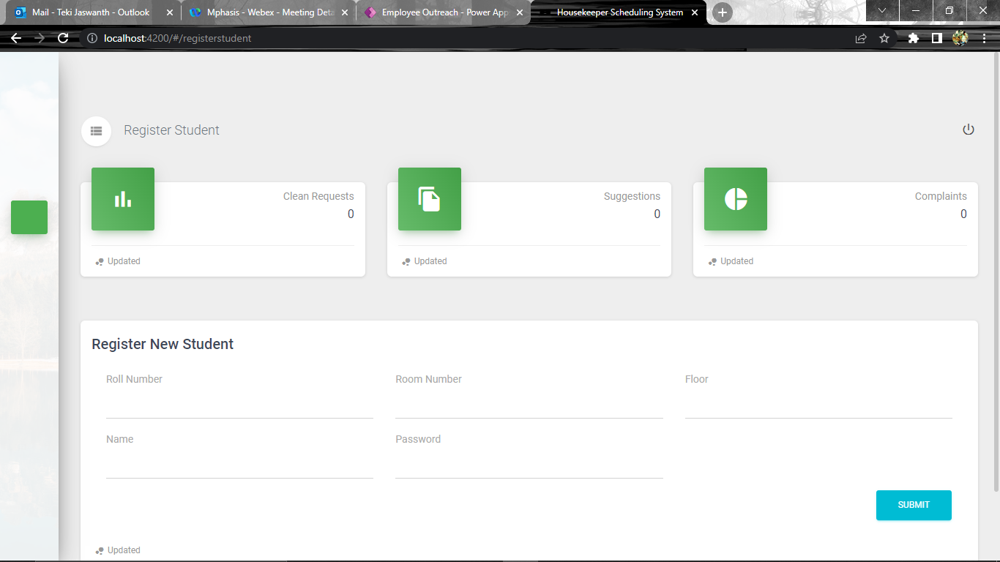 Mail - Teki Jaswanth - Outlook
Mphasis - Webex - Meeting Deta
Employee Outreach - Power App
Housekeeper Scheduling System
localhost:4200/#/registerstudent
Register Student
Clean Requests
0
Updated
Suggestions
0
Updated
Complaints
0
Updated
Register New Student
Roll Number
Room Number
Floor
Name
Password
SUBMIT
Updated